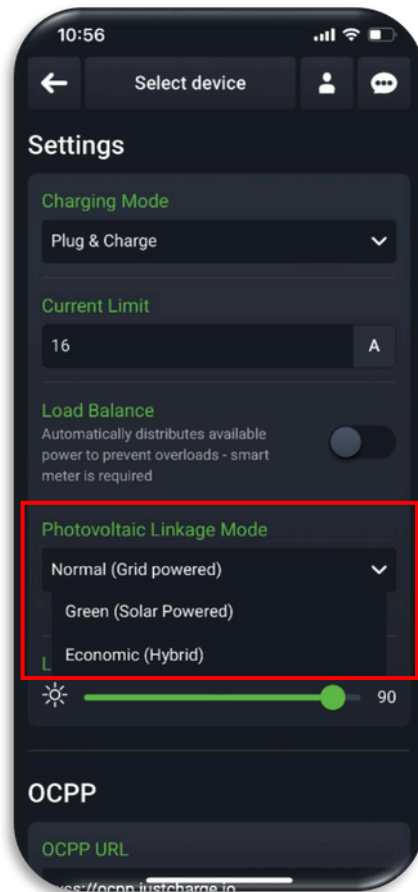 10:56
Select device
Settings
Charging Mode
Plug & Charge
Current Limit
16
A
Load Balance
Automatically distributes available
power to prevent overloads - smart
meter is required
Photovoltaic Linkage Mode
Normal (Grid powered)
Green (Solar Powered)
Economic (Hybrid)
L
90
OCPP
OCPP URL